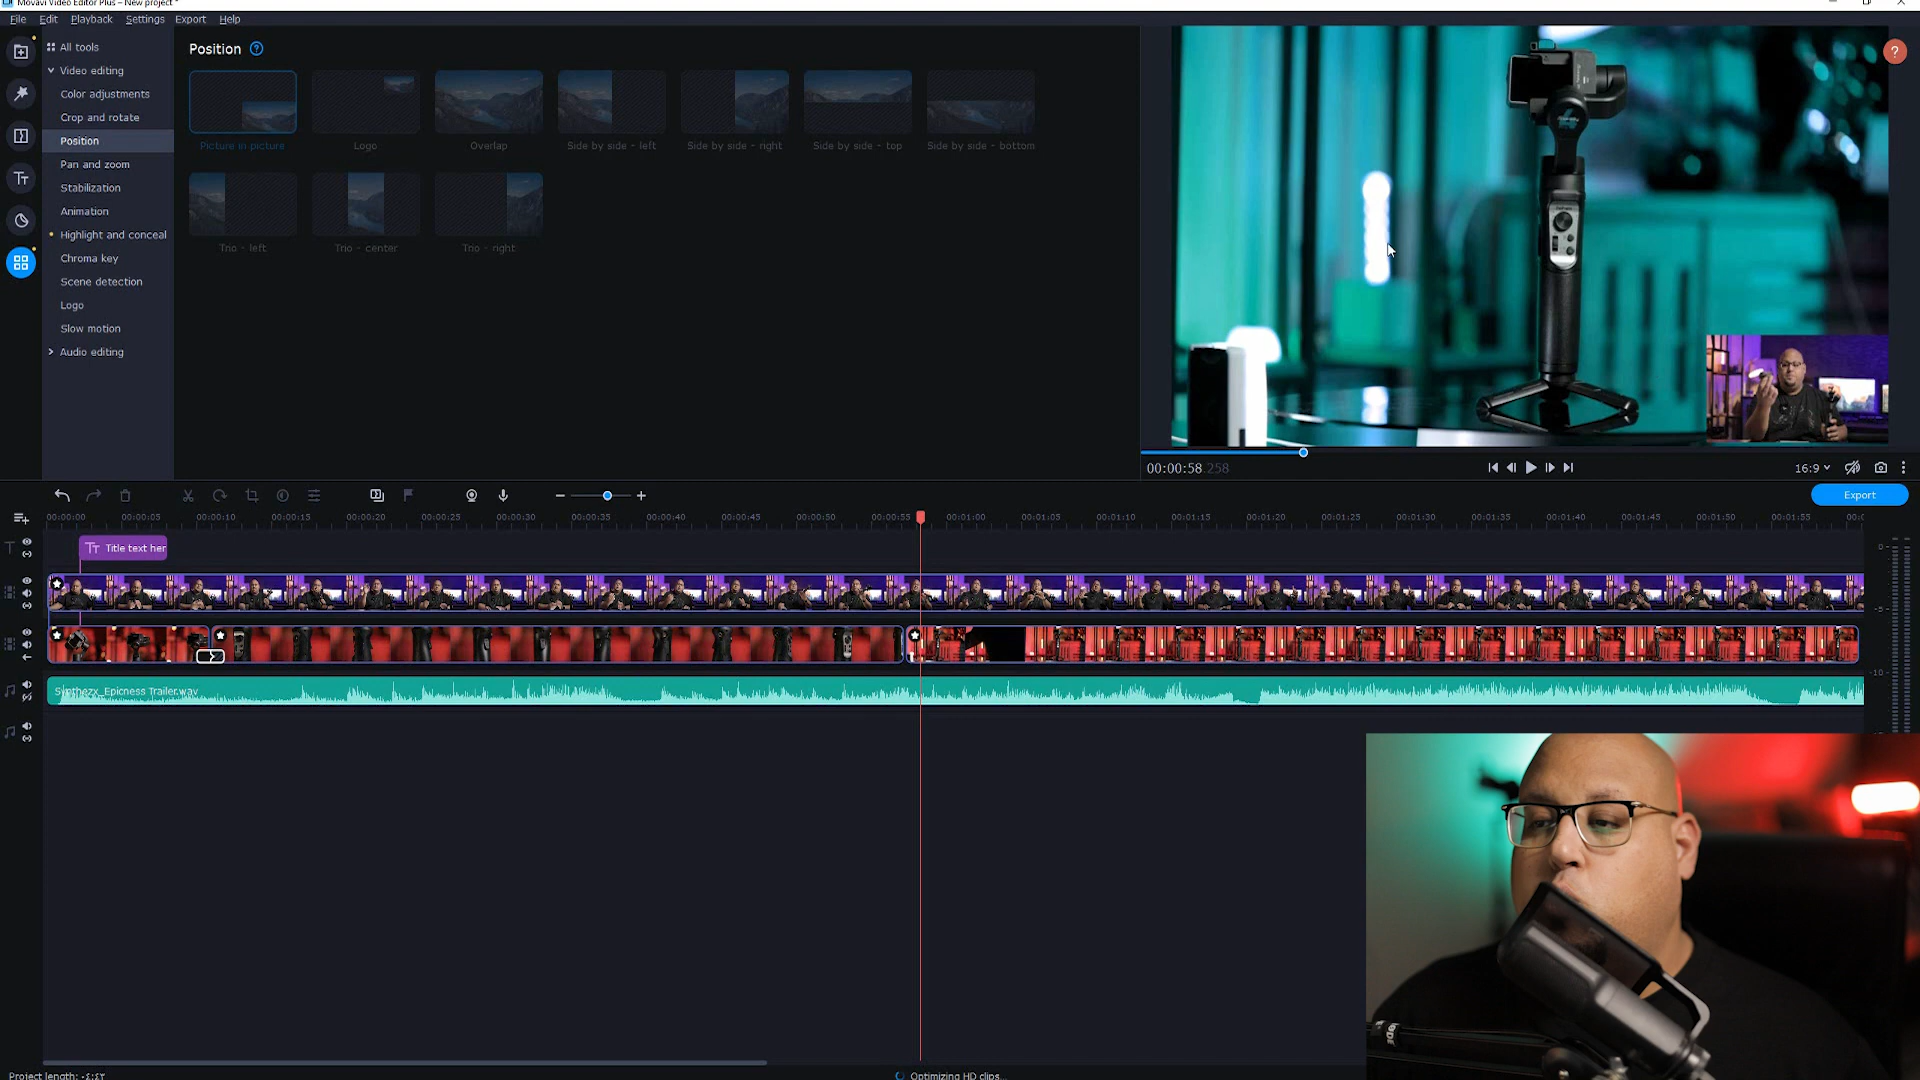 Movavi Video Editor Plus – New project *
File Edit Playback Settings Export Help
All tools
Video editing
Color adjustments
Crop and rotate
Position
Pan and zoom
Stabilization
Animation
Highlight and conceal
Chroma key
Scene detection
Logo
Slow motion
Audio editing
Position ?
Picture in picture Logo Overlap Side by side - left Side by side - right Side by side - top Side by side - bottom
Trio - left Trio - center Trio - right
?
00:00:58.258
16:9
Export
00:00:00 00:00:05 00:00:10 00:00:15 00:00:20 00:00:25 00:00:30 00:00:35 00:00:40 00:00:45 00:00:50 00:00:55 00:01:00 00:01:05 00:01:10 00:01:15 00:01:20 00:01:25 00:01:30 00:01:35 00:01:40 00:01:45 00:01:50 00:01:55
Tт Title text her
Synthezx_Epicness Trailer.wav
0
-5
-10
Project length: ٠٤:٤٢
Optimizing HD clips...